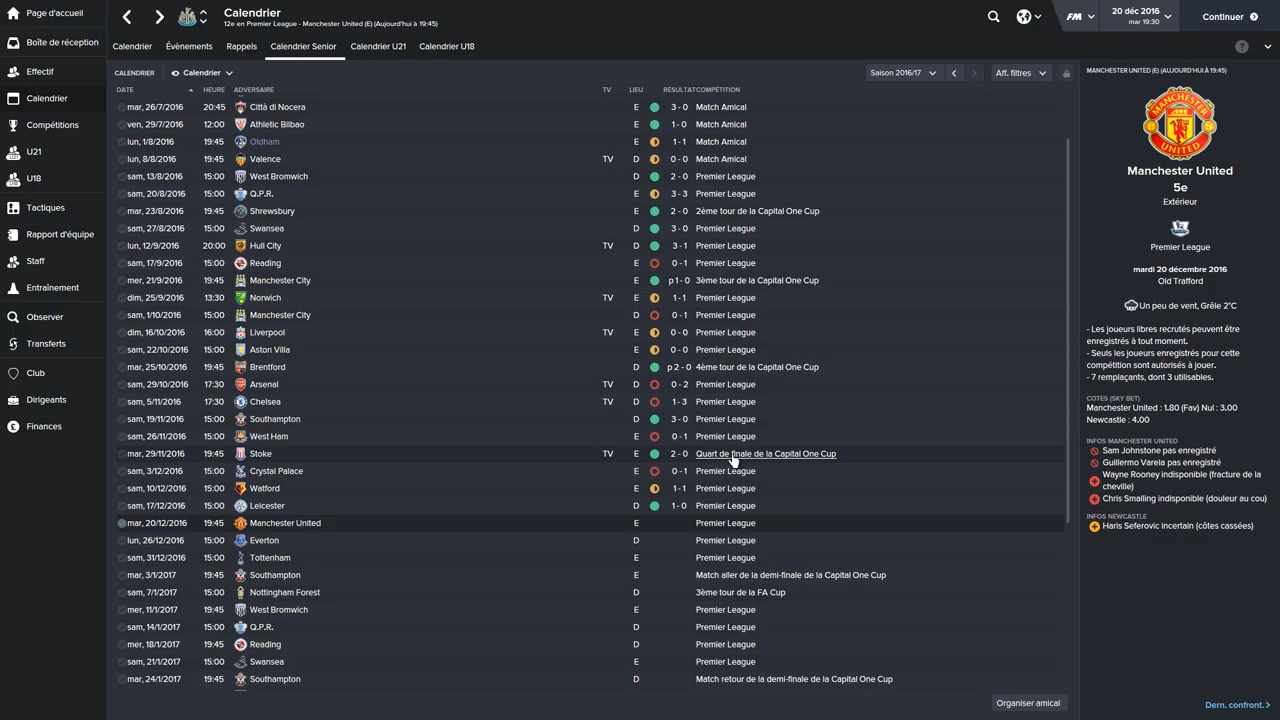 Page d'accueil
Boîte de réception
Effectif
Calendrier
Compétitions
U21
U21
U18
U18
Tactiques
Rapport d'équipe
Staff
Entraînement
Observer
Transferts
Club
Dirigeants
Finances
Calendrier
12e en Premier League - Manchester United (E) (Aujourd'hui à 19:45)
FM
20 déc 2016
mar 19:30
Continuer
Calendrier Évènements Rappels Calendrier Senior Calendrier U21 Calendrier U18
?
CALENDRIER Calendrier Saison 2016/17 Aff. filtres
DATE HEURE ADVERSAIRE TV LIEU RÉSULTAT COMPÉTITION
mar, 26/7/2016 20:45 Città di Nocera E 3 - 0 Match Amical
ven, 29/7/2016 12:00 Athletic Bilbao E 1 - 0 Match Amical
lun, 1/8/2016 19:45 Oldham E 1 - 1 Match Amical
lun, 8/8/2016 19:45 Valence TV D 0 - 0 Match Amical
sam, 13/8/2016 15:00 West Bromwich D 2 - 0 Premier League
sam, 20/8/2016 15:00 Q.P.R. E 3 - 3 Premier League
mar, 23/8/2016 19:45 Shrewsbury E 2 - 0 2ème tour de la Capital One Cup
sam, 27/8/2016 15:00 Swansea D 3 - 0 Premier League
lun, 12/9/2016 20:00 Hull City TV D 3 - 1 Premier League
sam, 17/9/2016 15:00 Reading E 0 - 1 Premier League
mer, 21/9/2016 19:45 Manchester City E p 1 - 0 3ème tour de la Capital One Cup
dim, 25/9/2016 13:30 Norwich TV E 1 - 1 Premier League
sam, 1/10/2016 15:00 Manchester City D 0 - 1 Premier League
dim, 16/10/2016 16:00 Liverpool TV E 0 - 0 Premier League
sam, 22/10/2016 15:00 Aston Villa E 0 - 0 Premier League
mar, 25/10/2016 19:45 Brentford D p 2 - 0 4ème tour de la Capital One Cup
sam, 29/10/2016 17:30 Arsenal TV D 0 - 2 Premier League
sam, 5/11/2016 17:30 Chelsea TV D 1 - 3 Premier League
sam, 19/11/2016 15:00 Southampton D 3 - 0 Premier League
sam, 26/11/2016 15:00 West Ham E 0 - 1 Premier League
mar, 29/11/2016 19:45 Stoke TV E 2 - 0 Quart de finale de la Capital One Cup
sam, 3/12/2016 15:00 Crystal Palace E 0 - 1 Premier League
sam, 10/12/2016 15:00 Watford E 1 - 1 Premier League
sam, 17/12/2016 15:00 Leicester D 1 - 0 Premier League
mar, 20/12/2016 19:45 Manchester United E Premier League
lun, 26/12/2016 15:00 Everton D Premier League
sam, 31/12/2016 15:00 Tottenham E Premier League
mar, 3/1/2017 19:45 Southampton E Match aller de la demi-finale de la Capital One Cup
sam, 7/1/2017 15:00 Nottingham Forest D 3ème tour de la FA Cup
mer, 11/1/2017 19:45 West Bromwich E Premier League
sam, 14/1/2017 15:00 Q.P.R. D Premier League
mer, 18/1/2017 19:45 Reading D Premier League
sam, 21/1/2017 15:00 Swansea E Premier League
mar, 24/1/2017 19:45 Southampton D Match retour de la demi-finale de la Capital One Cup
Organiser amical
MANCHESTER UNITED (E) (AUJOURD'HUI À 19:45)
MANCHESTER
UNITED
Manchester United
5e
Extérieur
Premier League
mardi 20 décembre 2016
Old Trafford
Un peu de vent, Grêle 2°C
- Les joueurs libres recrutés peuvent être
enregistrés à tout moment.
- Seuls les joueurs enregistrés pour cette
compétition sont autorisés à jouer.
- 7 remplaçants, dont 3 utilisables.
COTES (SKY BET)
Manchester United : 1.80 (Fav) Nul : 3.00
Newcastle : 4.00
INFOS MANCHESTER UNITED
Sam Johnstone pas enregistré
Guillermo Varela pas enregistré
Wayne Rooney indisponible (fracture de la
cheville)
Chris Smalling indisponible (douleur au cou)
INFOS NEWCASTLE
Haris Seferovic incertain (côtes cassées)
Dern. confront.